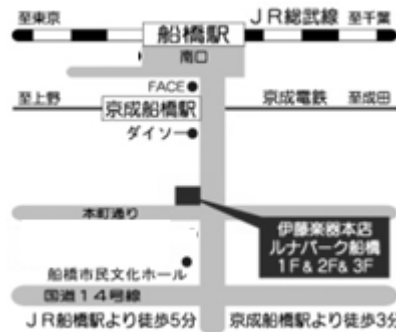 至東京
船橋駅
JR総武線
至千葉
南口
FACE
至上野
京成船橋駅
京成電鉄
至成田
ダイソー
本町通り
伊藤楽器本店
ルナパーク船橋
1F&2F&3F
船橋市民文化ホール
国道14号線
JR船橋駅より徒歩5分
京成船橋駅より徒歩3分